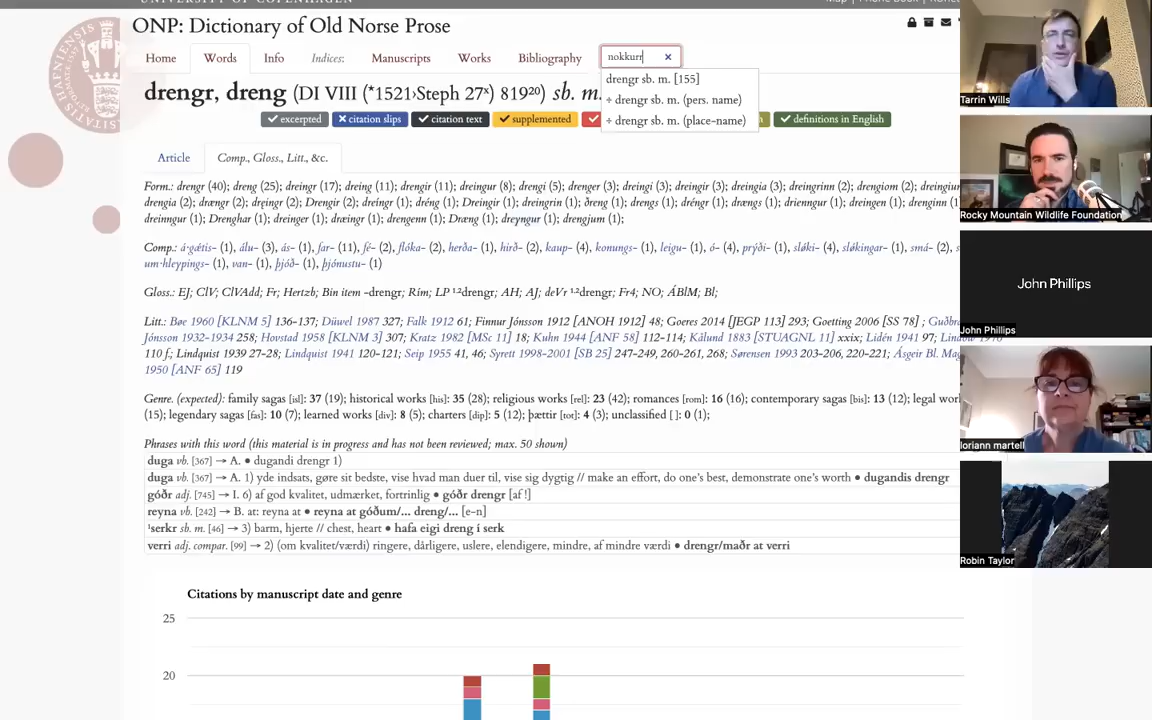 UNIVERSITY OF COPENHAGEN
Map | Phone Book |
ONP: Dictionary of Old Norse Prose
Home Words Info Indices: Manuscripts Works Bibliography nokkurr
drengr sb. m. [155]
÷ drengr sb. m. (pers. name)
÷ drengr sb. m. (place-name)
drengr, dreng (DI VIII (*1521›Steph 27ˣ) 819²⁰) sb. m.
excerpted citation slips citation text supplemented definitions in English
Article Comp., Gloss., Litt., &c.
Form.: drengr (40); dreng (25); dreingr (17); dreing (11); drengir (11); dreingur (8); drengi (5); drenger (3); dreingi (3); dreingir (3); dreingia (3); dreinginn (2); drengiom (2);
drengia (2); drængr (2); dręingr (2); Drengir (2); dreīngr (1); dréng (1); Dreingir (1); dreingrin (1); ðreng (1); drengs (1); dréngr (1); drængs (1); drienngur (1); dreingen (1);
dreimngur (1); Drenghar (1); dreinger (1); dræingr (1); drengenn (1); Dræng (1); dreyngur (1); drengjum (1);
Comp.: á·gǽtis- (1), álu- (3), ás- (1), far- (11), fé- (2), flóka- (2), herða- (1), hirð- (2), kaup- (4), konungs- (1), leigu- (1), ó- (4), prýði- (1), sløki- (4), sløkingar- (1), smá- (2),
um·hleypings- (1), van- (1), þjóð- (1), þjónustu- (1)
Gloss.: EJ; ClV; ClVAdd; Fr; Hertzb; Bin item -drengr; Rím; LP ¹·²drengr; AH; AJ; deVr ¹·²drengr; Fr4; NO; ÁBlM; Bl;
Litt.: Bøe 1960 [KLNM 5] 136-137; Düwel 1987 327; Falk 1912 61; Finnur Jónsson 1912 [ANOH 1912] 48; Goeres 2014 [JEGP 113] 293; Goetting 2006 [SS 78] ;
Jónsson 1932-1934 258; Hovstad 1958 [KLNM 3] 307; Kratz 1982 [MSc 11] 18; Kuhn 1944 [ANF 58] 112-114; Kålund 1883 [STUAGNL 11] xxix; Lidén 1941 97;
110 f.; Lindquist 1939 27-28; Lindquist 1941 120-121; Seip 1955 41, 46; Syrett 1998-2001 [SB 25] 247-249, 260-261, 268; Sørensen 1993 203-206, 220-221; Ásgeir Bl.
1950 [ANF 65] 119
Genre. (expected): family sagas [isl]: 37 (19); historical works [his]: 35 (28); religious works [rel]: 23 (42); romances [rom]: 16 (16); contemporary sagas [bis]: 13 (12); legal
(15); legendary sagas [fas]: 10 (7); learned works [div]: 8 (5); charters [dip]: 5 (12); þættir [tot]: 4 (3); unclassified [ ]: 0 (1);
Phrases with this word (this material is in progress and has not been reviewed; max. 50 shown)
duga vb. [367] → A. • dugandi drengr 1)
duga vb. [367] → A. 1) yde indsats, gøre sit bedste, vise hvad man duer til, vise sig dygtig // make an effort, do one's best, demonstrate one's worth • dugandis drengr
góðr adj. [745] → I. 6) af god kvalitet, udmærket, fortrinlig • góðr drengr [af !]
reyna vb. [242] → B. at: reyna at • reyna at góðum/... dreng/... [e-n]
¹serkr sb. m. [46] → 3) barm, hjerte // chest, heart • hafa eigi dreng í serk
verri adj. compar. [99] → 2) (om kvalitet/værdi) ringere, dårligere, uslere, elendigere, mindre, af mindre værdi • drengr/maðr at verri
Citations by manuscript date and genre
25
20
Tarrin Wills
Rocky Mountain Wildlife Foundation
John Phillips
John Phillips
loriann martell
Robin Taylor